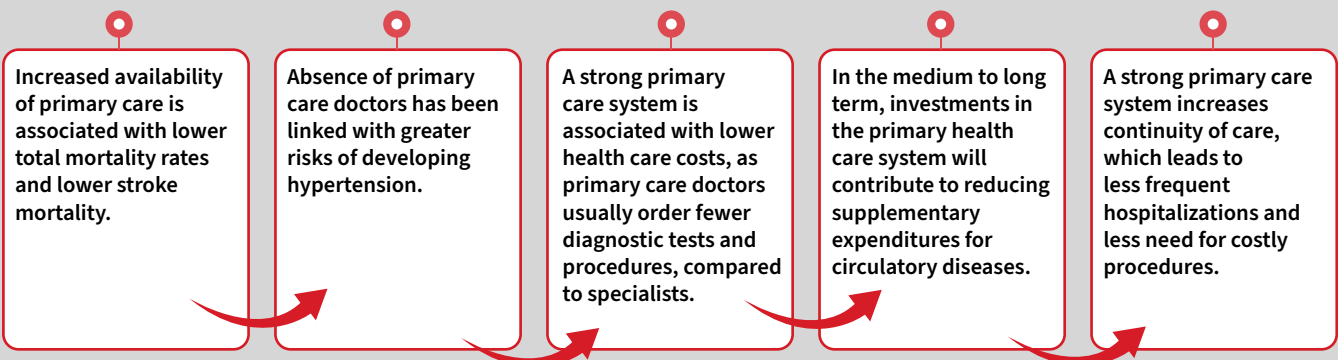 Increased availability
of primary care is
associated with lower
total mortality rates
and lower stroke
mortality.
Absence of primary
care doctors has been
linked with greater
risks of developing
hypertension.
A strong primary
care system is
associated with lower
health care costs, as
primary care doctors
usually order fewer
diagnostic tests and
procedures, compared
to specialists.
In the medium to long
term, investments in
the primary health
care system will
contribute to reducing
supplementary
expenditures for
circulatory diseases.
A strong primary care
system increases
continuity of care,
which leads to
less frequent
hospitalizations and
less need for costly
procedures.